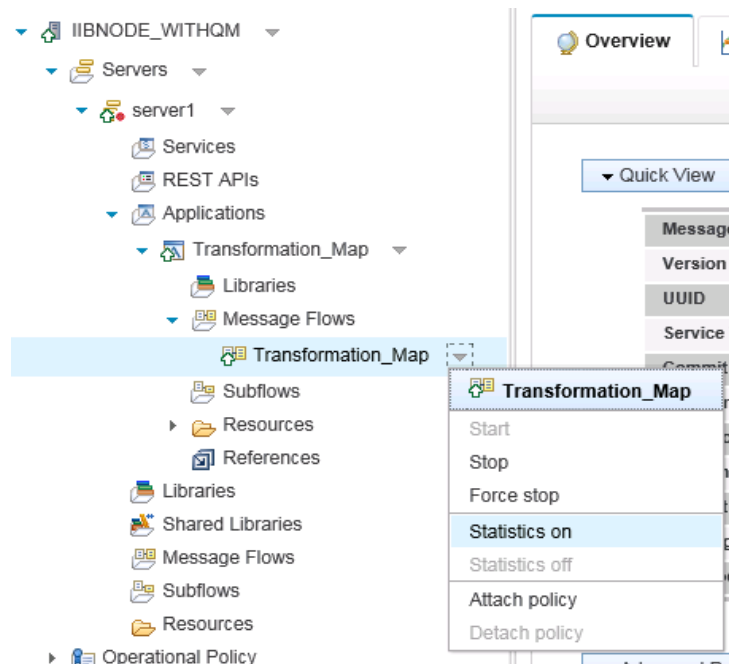 IIBNODE_WITHQM
Servers
server1
Services
REST APIs
Applications
Transformation_Map
Libraries
Message Flows
Transformation_Map
Subflows
Resources
References
Libraries
Shared Libraries
Message Flows
Subflows
Resources
Operational Policy
Overview
Quick View
Message
Version
UUID
Service
Commit
Transformation_Map
Start
Stop
Force stop
Statistics on
Statistics off
Attach policy
Detach policy